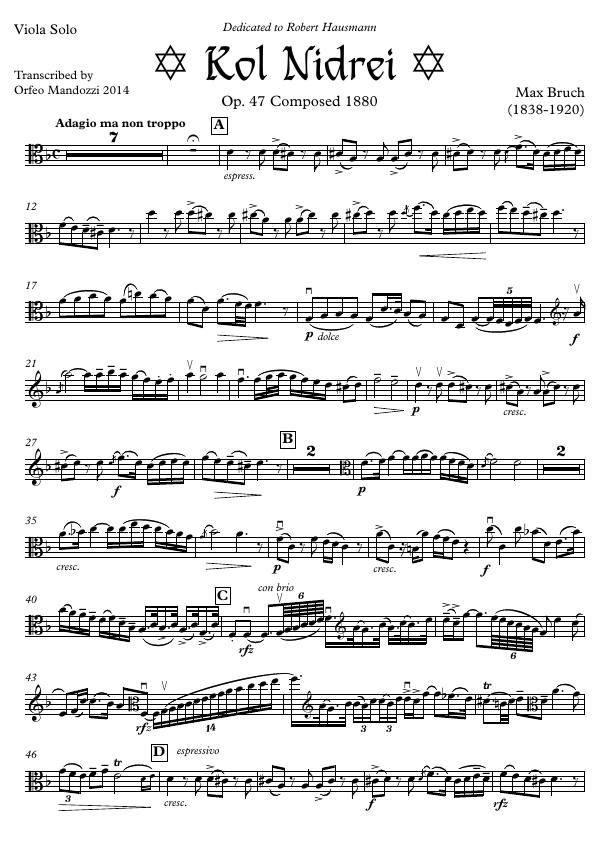 Dedicated to Robert Hausmann
Viola Solo
Kol Nidrei
Transcribed by
Orfeo Mandozzi 2014
Op. 47 Composed 1880
Max Bruch
(1838-1920)
Adagio ma non troppo
7
A
espress.
12
17
p dolce
5
f
21
p
cresc.
27
f
B
2
p
2
35
cresc.
p
cresc.
f
40
C
con brio
rfz
6
6
43
rfz
14
3
3
tr
46
D
espressivo
tr
3
cresc.
f
rfz